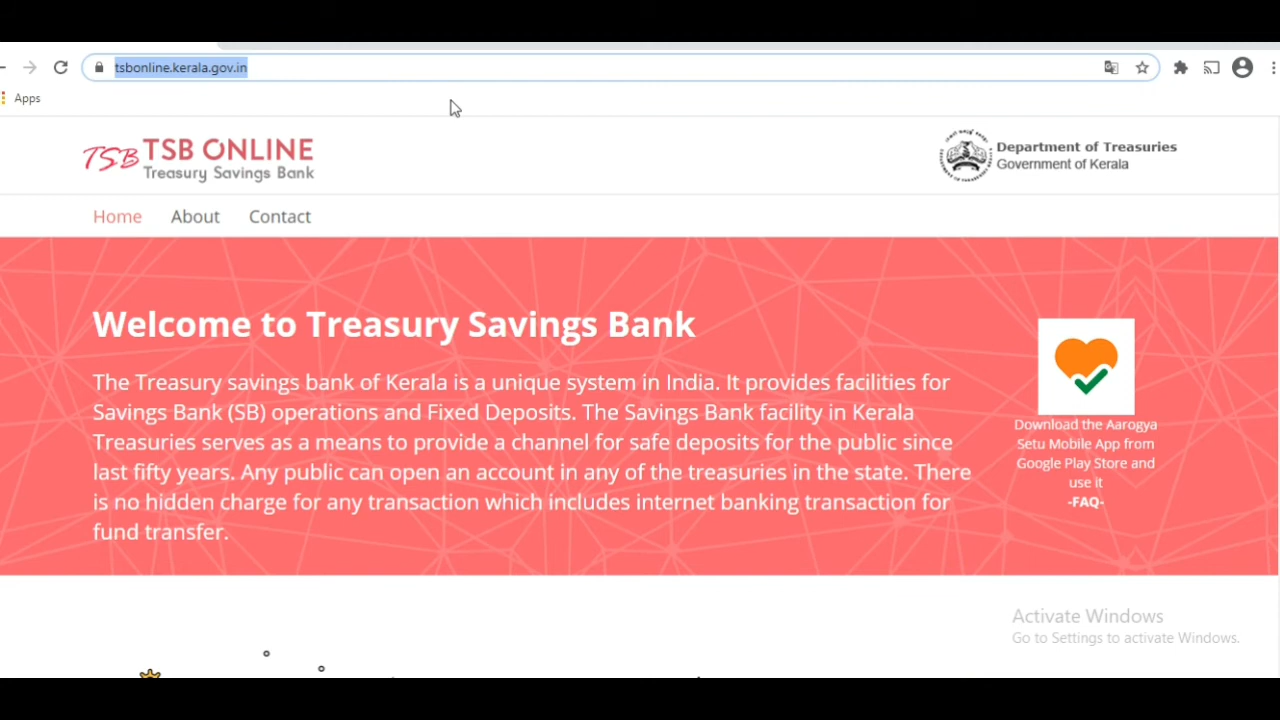 tsbonline.kerala.gov.in
Apps
TSB TSB ONLINE
Treasury Savings Bank
Department of Treasuries
Government of Kerala
Home About Contact
Welcome to Treasury Savings Bank
The Treasury savings bank of Kerala is a unique system in India. It provides facilities for
Savings Bank (SB) operations and Fixed Deposits. The Savings Bank facility in Kerala
Treasuries serves as a means to provide a channel for safe deposits for the public since
last fifty years. Any public can open an account in any of the treasuries in the state. There
is no hidden charge for any transaction which includes internet banking transaction for
fund transfer.
Download the Aarogya
Setu Mobile App from
Google Play Store and
use it
-FAQ-
Activate Windows
Go to Settings to activate Windows.